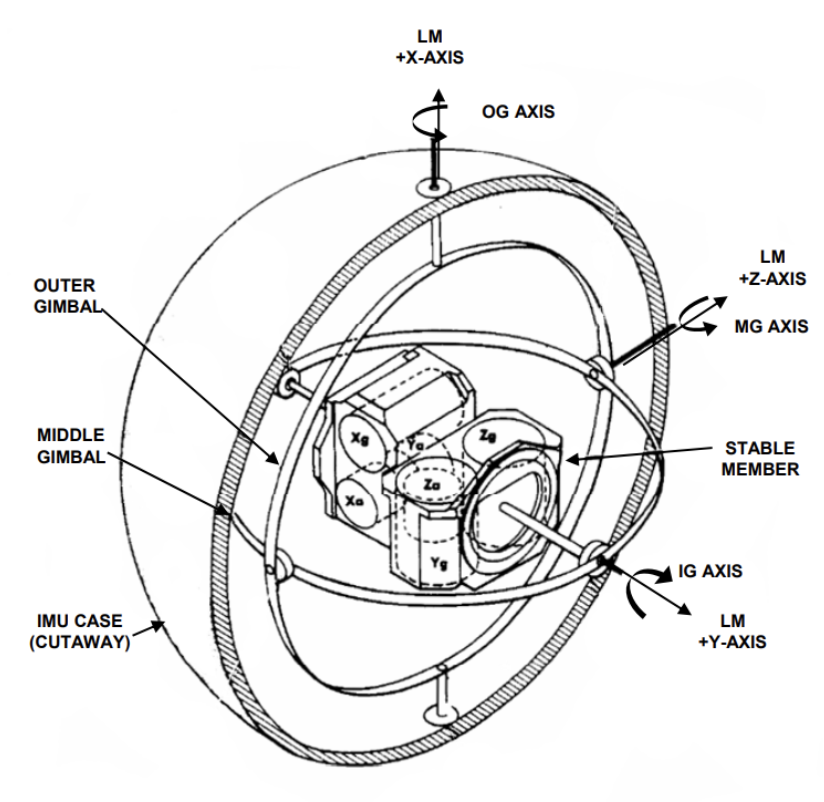 LM
+X-AXIS
OG AXIS
LM
+Z-AXIS
MG AXIS
OUTER
GIMBAL
MIDDLE
GIMBAL
STABLE
MEMBER
Xg
Ya
Zg
Za
Xa
Yg
IG AXIS
LM
+Y-AXIS
IMU CASE
(CUTAWAY)